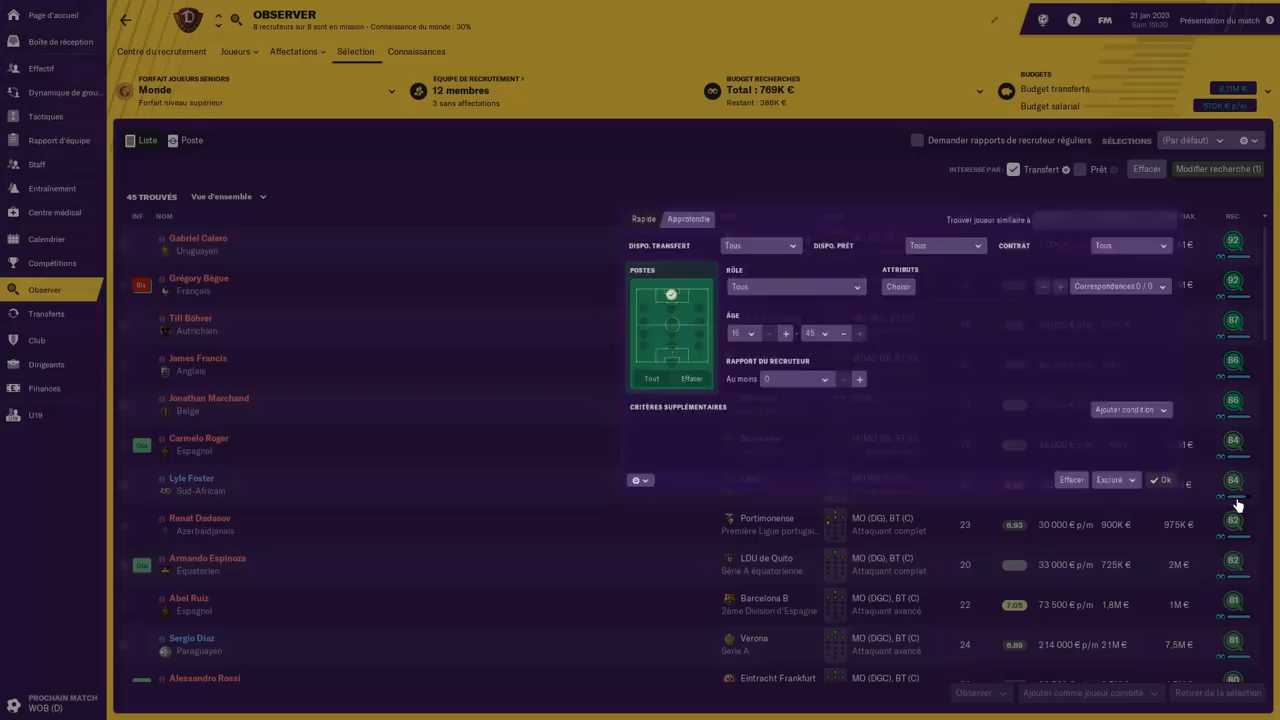 Page d'accueil
Boîte de réception
Effectif
Dynamique de grou...
Tactiques
Rapport d'équipe
Staff
Entraînement
Centre médical
Calendrier
Compétitions
Observer
Transferts
Club
Dirigeants
Finances
U19
PROCHAIN MATCH
WOB (D)
OBSERVER
8 recruteurs sur 8 sont en mission - Connaissance du monde : 30%
FM
21 jan 2023
Sam 15h30
Présentation du match
Centre du recrutement
Joueurs
Affectations
Sélection
Connaissances
FORFAIT JOUEURS SENIORS
Monde
Forfait niveau supérieur
ÉQUIPE DE RECRUTEMENT >
12 membres
3 sans affectations
BUDGET RECHERCHES
Total : 769K €
Restant : 386K €
BUDGETS
Budget transferts
6,11M €
Budget salarial
570K € p/m
Liste
Poste
Demander rapports de recruteur réguliers
SÉLECTIONS
(Par défaut)
INTERESSÉ PAR:
Transfert
Prêt
Effacer
Modifier recherche (1)
45 TROUVÉS
Vue d'ensemble
INF
NOM
MAX.
REC
Rapide
Approfondie
Trouver joueur similaire à
DISPO. TRANSFERT
Tous
DISPO. PRÊT
Tous
CONTRAT
Tous
POSTES
Tout
Effacer
RÔLE
Tous
ATTRIBUTS
Choisir
Correspondances 0 / 0
ÂGE
15
-
+
-
45
-
+
RAPPORT DU RECRUTEUR
Au moins
0
-
+
CRITÈRES SUPPLÉMENTAIRES
Ajouter condition
Effacer
Exclure
Ok
Gabriel Calero
Uruguayen
92
Bls
Grégory Bègue
Français
92
Till Böhrer
Autrichien
87
James Francis
Anglais
86
Jonathan Marchand
Belge
86
Obs
Carmelo Roger
Espagnol
84
Lyle Foster
Sud-Africain
84
Renat Dadasov
Azerbaïdjanais
Portimonense
Première Ligue portugai...
MO (DG), BT (C)
Attaquant complet
23
6.93
30 000 € p/m
900K €
975K €
82
Obs
Armando Espinoza
Équatorien
LDU de Quito
Série A équatorienne
MO (DG), BT (C)
Attaquant complet
20
33 000 € p/m
725K €
2M €
82
Abel Ruiz
Espagnol
Barcelona B
2ème Division d'Espagne
MO (DGC), BT (C)
Attaquant avancé
22
7.05
73 500 € p/m
1,8M €
1M €
81
Sergio Díaz
Paraguayen
Verona
Serie A
MO (DGC), BT (C)
Attaquant avancé
24
6.89
214 000 € p/m
21M €
7,5M €
81
Alessandro Rossi
Eintracht Frankfurt
MO (DGC), BT (C)
80
Observer
Ajouter comme joueur convoité
Retirer de la sélection